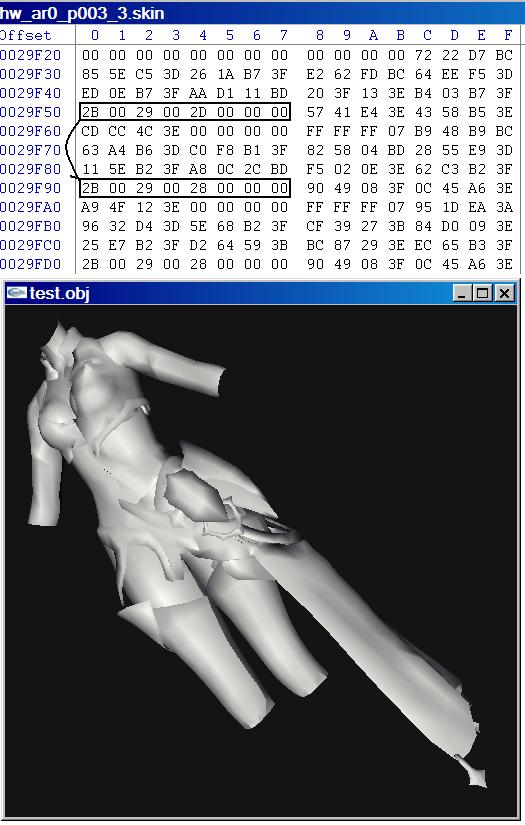 hw_ar0_p003_3.skin
Offset 0 1 2 3 4 5 6 7 8 9 A B C D E F
0029F20 00 00 00 00 00 00 00 00 00 00 00 00 72 22 D7 BC
0029F30 85 5E C5 3D 26 1A B7 3F E2 62 FD BC 64 EE F5 3D
0029F40 ED 0E B7 3F AA D1 11 BD 20 3F 13 3E B4 03 B7 3F
0029F50 2B 00 29 00 2D 00 00 00 57 41 E4 3E 43 58 B5 3E
0029F60 CD CC 4C 3E 00 00 00 00 FF FF FF 07 B9 48 B9 BC
0029F70 63 A4 B6 3D C0 F8 B1 3F 82 58 04 BD 28 55 E9 3D
0029F80 11 5E B2 3F A8 0C 2C BD F5 02 0E 3E 62 C3 B2 3F
0029F90 2B 00 29 00 28 00 00 00 90 49 08 3F 0C 45 A6 3E
0029FA0 A9 4F 12 3E 00 00 00 00 FF FF FF 07 95 1D EA 3A
0029FB0 96 32 D4 3D 5E 68 B2 3F CF 39 27 3B 84 D0 09 3E
0029FC0 25 E7 B2 3F D2 64 59 3B BC 87 29 3E EC 65 B3 3F
0029FD0 2B 00 29 00 28 00 00 00 90 49 08 3F 0C 45 A6 3E
test.obj